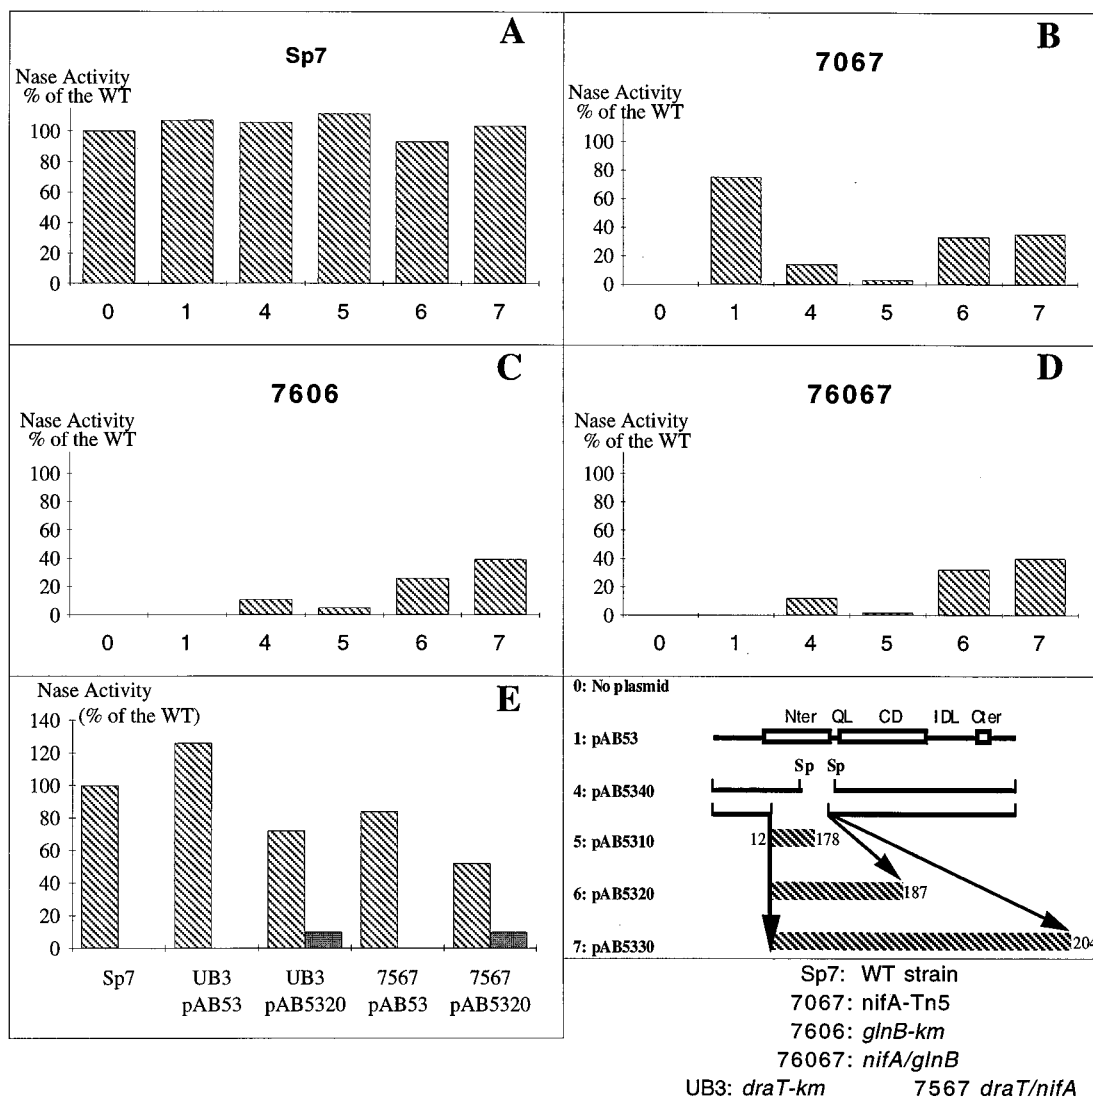 A
Sp7
Nase Activity
% of the WT
100
80
60
40
20
0
0 1 4 5 6 7
B
7067
Nase Activity
% of the WT
80
60
40
20
0
0 1 4 5 6 7
C
7606
Nase Activity
% of the WT
100
80
60
40
20
0
0 1 4 5 6 7
D
76067
Nase Activity
% of the WT
100
80
60
40
20
0
0 1 4 5 6 7
E
Nase Activity
(% of the WT)
140
120
100
80
60
40
20
0
Sp7 UB3 UB3 7567 7567
pAB53 pAB5320 pAB53 pAB5320
0: No plasmid
Nter QL CD IDL Cter
1: pAB53
Sp Sp
4: pAB5340
5: pAB5310 12 178
6: pAB5320 187
7: pAB5330 204
Sp7: WT strain
7067: nifA-Tn5
7606: glnB-km
76067: nifA/glnB
UB3: draT-km 7567 draT/nifA